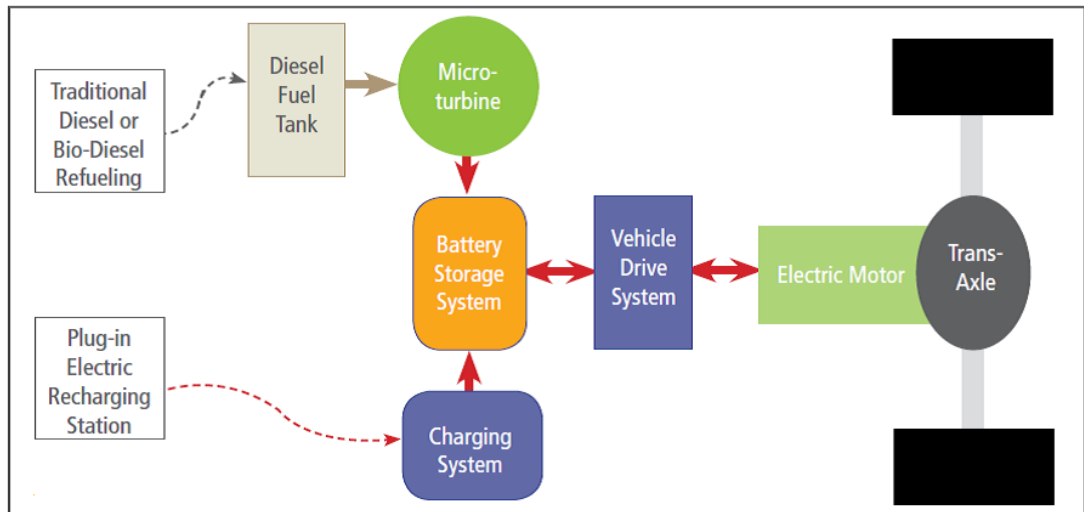 Traditional
Diesel or
Bio-Diesel
Refueling
Diesel
Fuel
Tank
Micro-
turbine
Battery
Storage
System
Vehicle
Drive
System
Electric Motor
Trans-
Axle
Plug-in
Electric
Recharging
Station
Charging
System